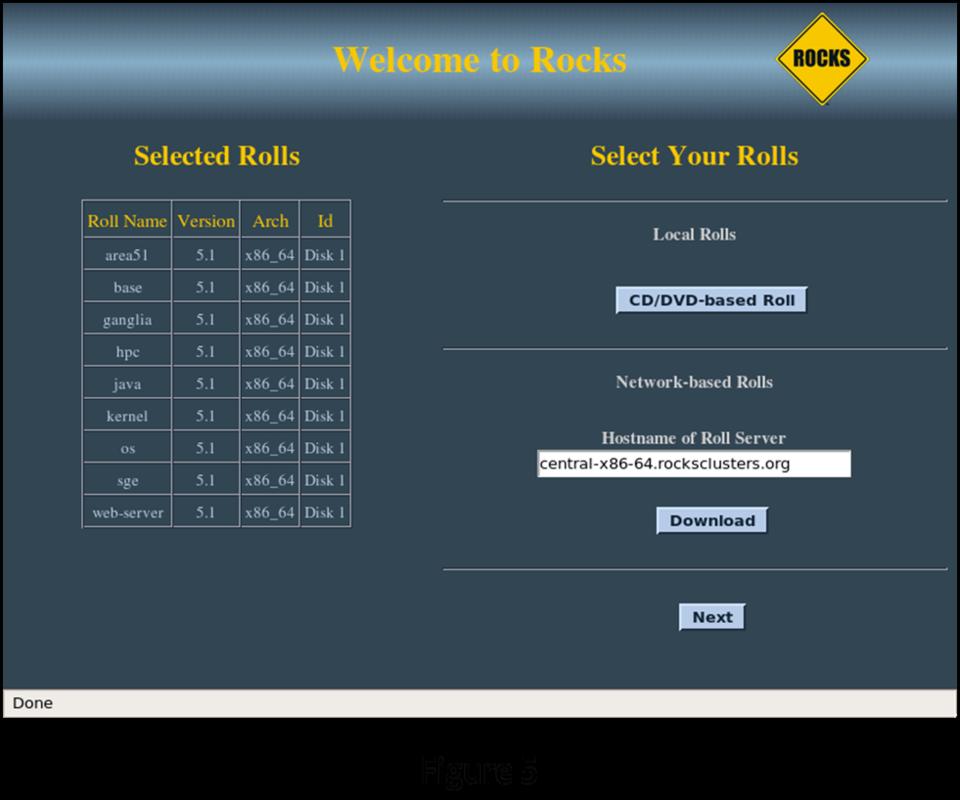 Welcome to Rocks
ROCKS
Selected Rolls
Roll Name Version Arch Id
area51 5.1 x86_64 Disk 1
base 5.1 x86_64 Disk 1
ganglia 5.1 x86_64 Disk 1
hpc 5.1 x86_64 Disk 1
java 5.1 x86_64 Disk 1
kernel 5.1 x86_64 Disk 1
os 5.1 x86_64 Disk 1
sge 5.1 x86_64 Disk 1
web-server 5.1 x86_64 Disk 1
Select Your Rolls
Local Rolls
CD/DVD-based Roll
Network-based Rolls
Hostname of Roll Server
central-x86-64.rocksclusters.org
Download
Next
Done
Figure 5